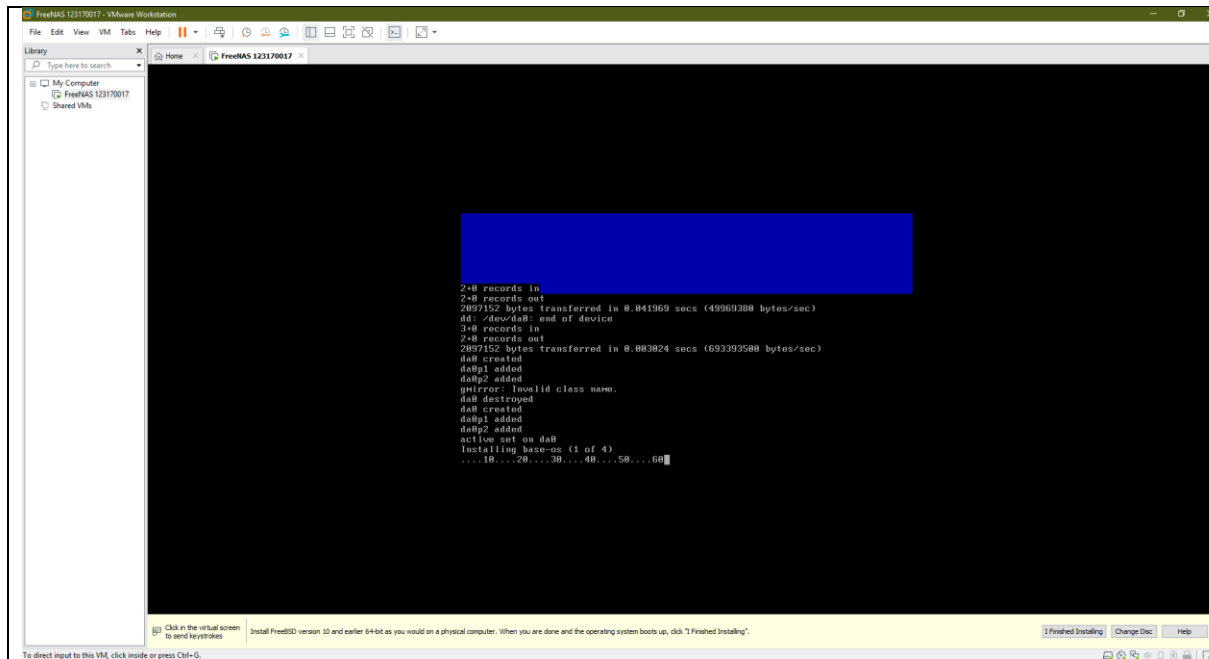 FreeNAS 123170017 - VMware Workstation
File Edit View VM Tabs Help
Library
Type here to search
My Computer
FreeNAS 123170017
Shared VMs
Home
FreeNAS 123170017
2+0 records in
2+0 records out
2097152 bytes transferred in 0.041969 secs (49969380 bytes/sec)
dd: /dev/da0: end of device
3+0 records in
2+0 records out
2097152 bytes transferred in 0.003024 secs (693393500 bytes/sec)
da0 created
da0p1 added
da0p2 added
gmirror: Invalid class name.
da0 destroyed
da0 created
da0p1 added
da0p2 added
active set on da0
Installing base-os (1 of 4)
....10....20....30....40....50....60
Click in the virtual screen
to send keystrokes
Install FreeBSD version 10 and earlier 64-bit as you would on a physical computer. When you are done and the operating system boots up, click "I Finished Installing".
I Finished Installing
Change Disc
Help
To direct input to this VM, click inside or press Ctrl+G.